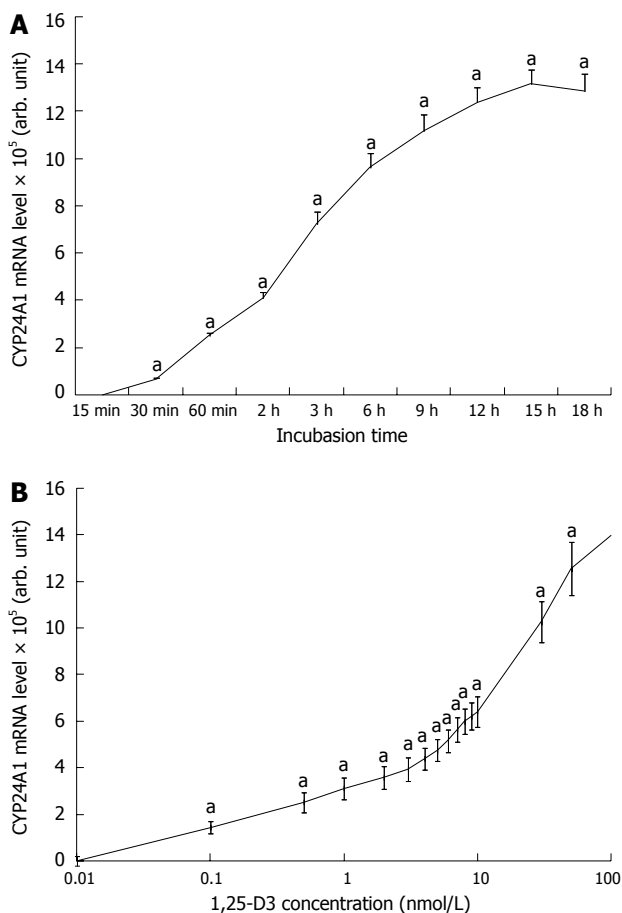 A
CYP24A1 mRNA level × 10⁵ (arb. unit)
16
14
12
10
8
6
4
2
0
a a a a a a a a a
15 min 30 min 60 min 2 h 3 h 6 h 9 h 12 h 15 h 18 h
Incubasion time
B
CYP24A1 mRNA level × 10⁵ (arb. unit)
16
14
12
10
8
6
4
2
0
a a a a a a a a a a a a a
0.01 0.1 1 10 100
1,25-D3 concentration (nmol/L)